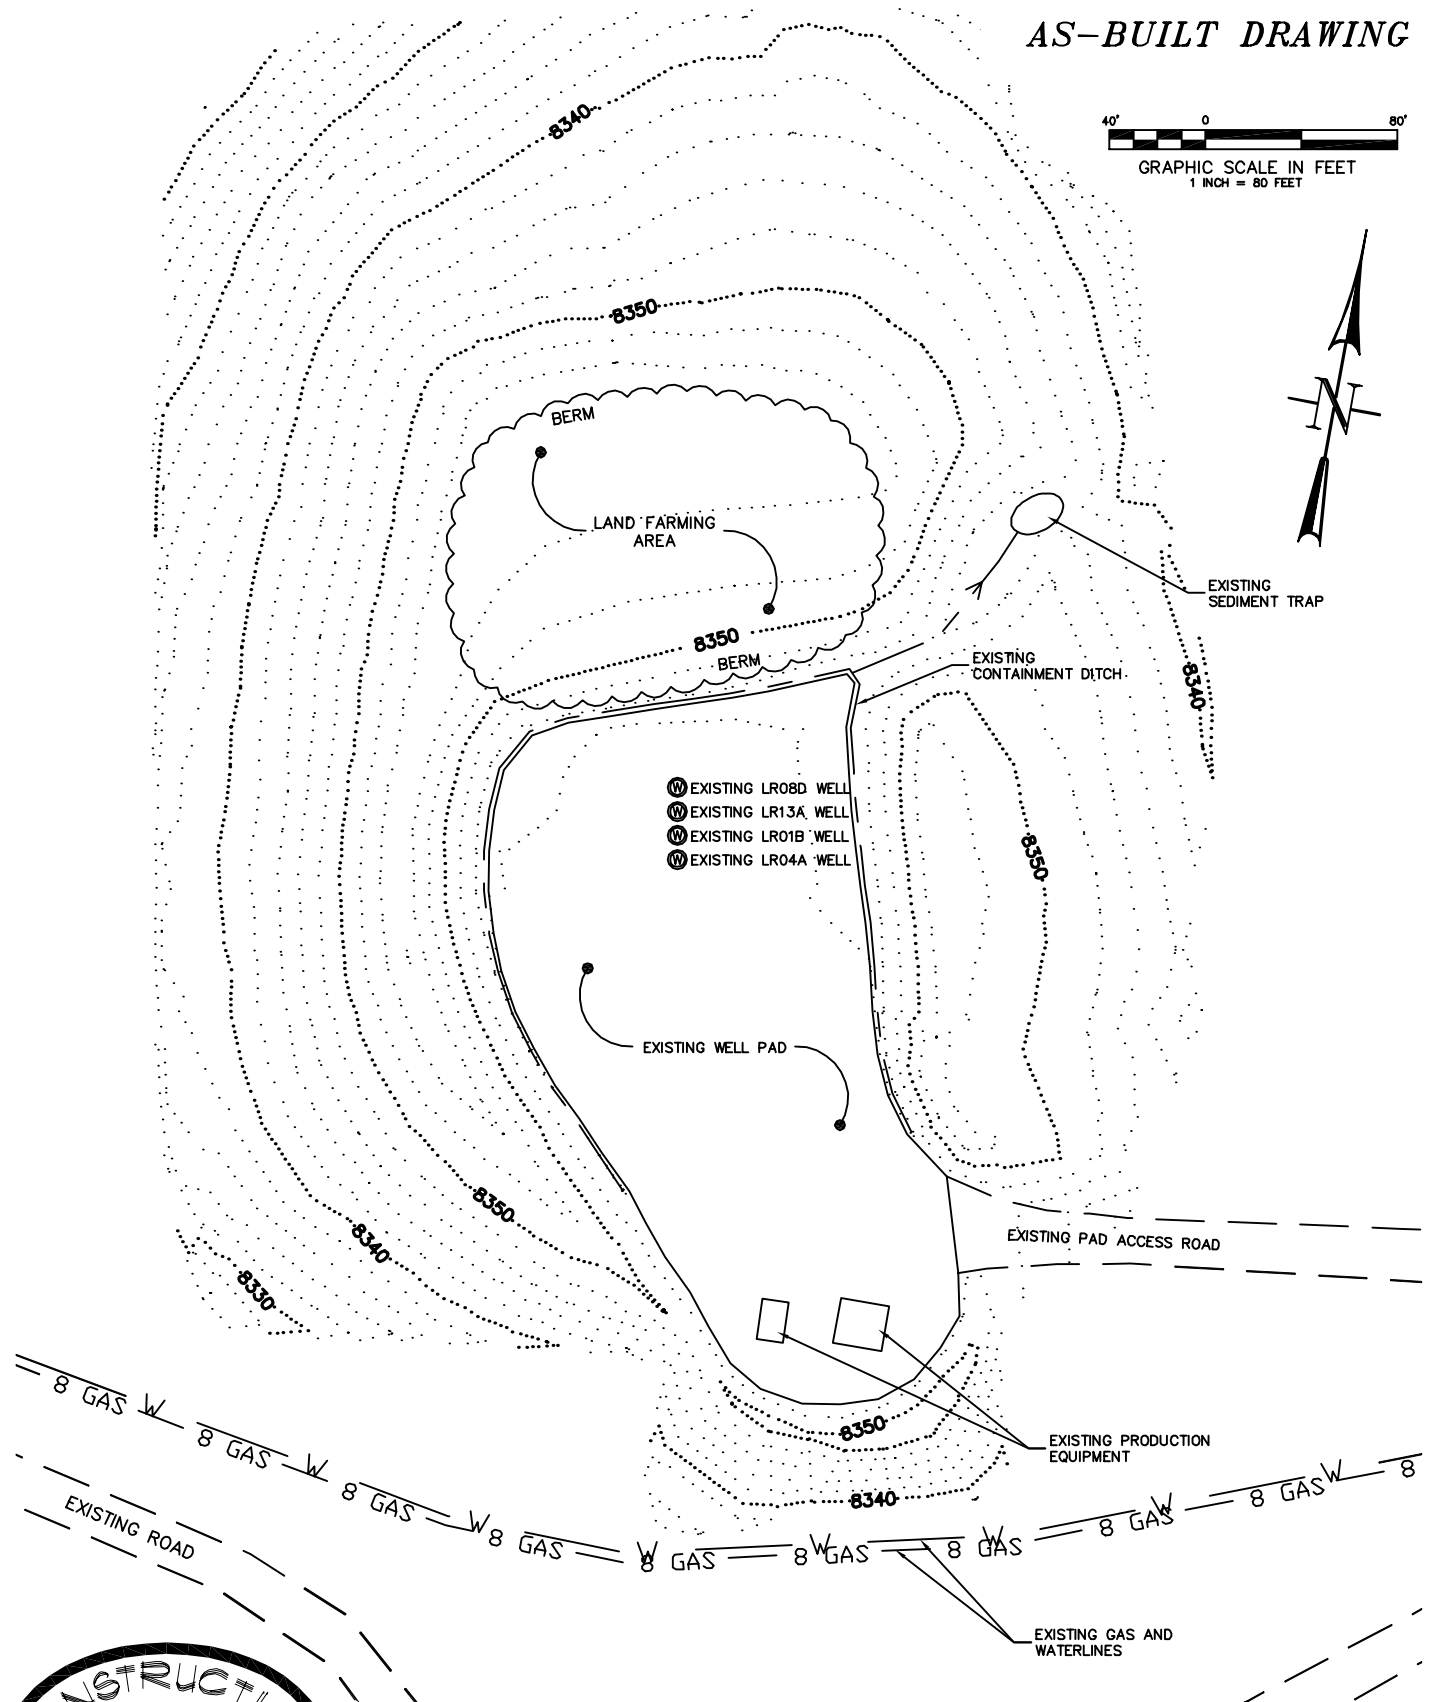 AS-BUILT DRAWING
40' 0 80'
GRAPHIC SCALE IN FEET
1 INCH = 80 FEET
8340
8350
N
BERM
LAND FARMING
AREA
EXISTING
SEDIMENT TRAP
8350
BERM
EXISTING
CONTAINMENT DITCH
8340
W EXISTING LR08D WELL
W EXISTING LR13A WELL
W EXISTING LR01B WELL
W EXISTING LR04A WELL
8350
EXISTING WELL PAD
8350
8340
8330
EXISTING PAD ACCESS ROAD
8350
8340
EXISTING PRODUCTION
EQUIPMENT
8 GAS W 8 GAS W 8 GAS W 8 GAS W 8 GAS 8 W GAS 8 W GAS 8 GAS W 8 GAS W 8
EXISTING ROAD
EXISTING GAS AND
WATERLINES